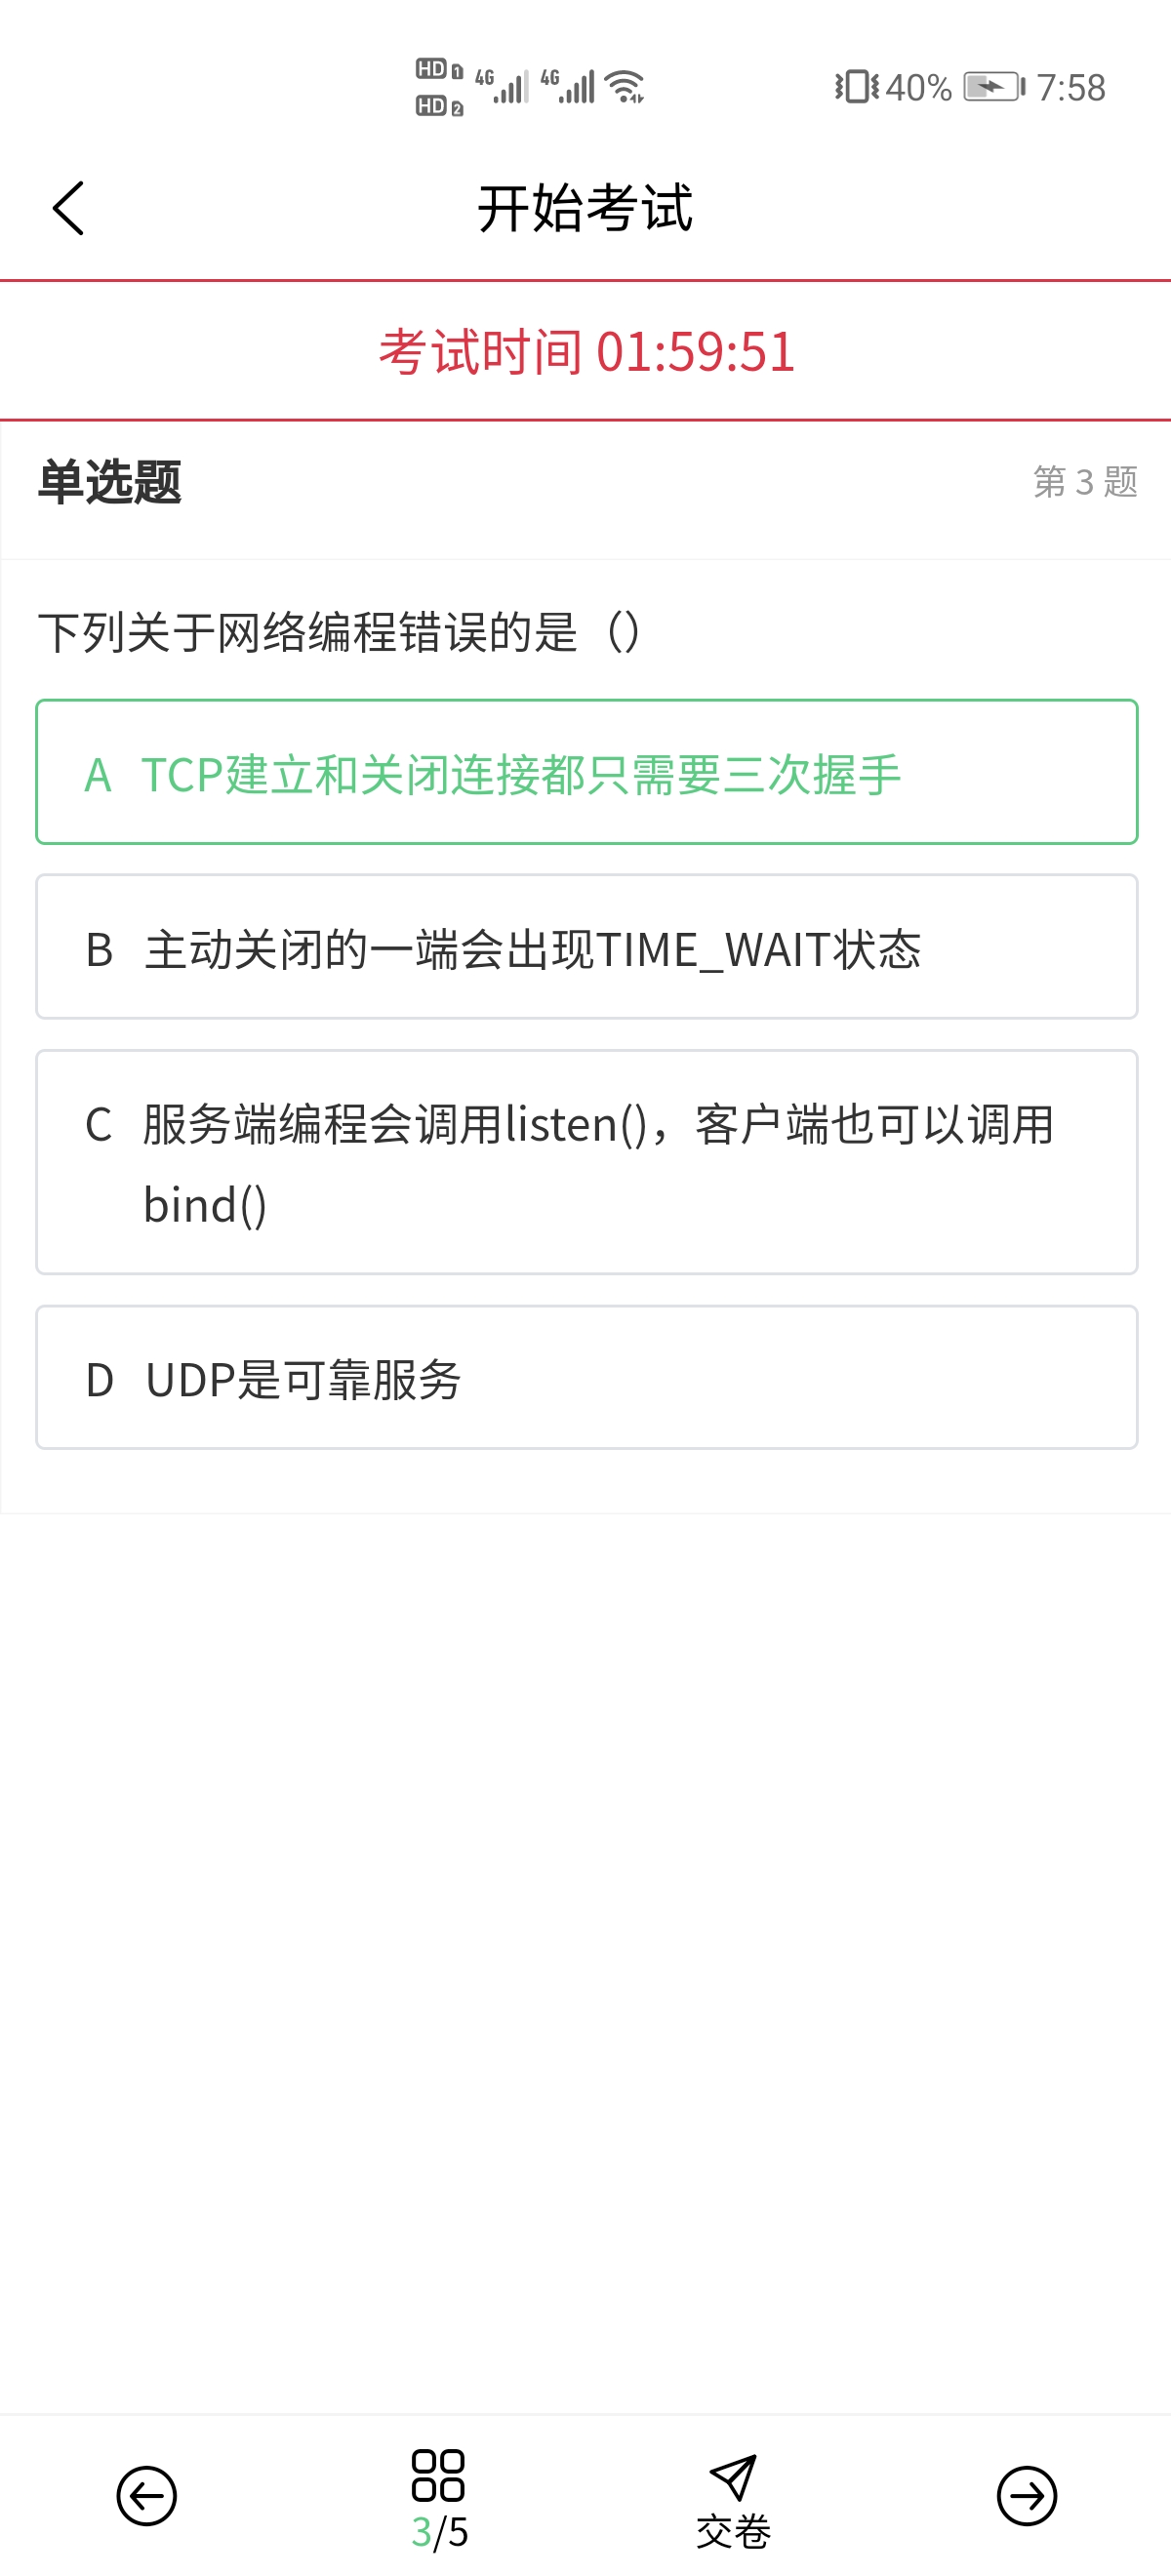 HD 1 4G 4G 40% 7:58
HD 2
开始考试
考试时间 01:59:51
单选题 第 3 题
下列关于网络编程错误的是（）
A TCP建立和关闭连接都只需要三次握手
B 主动关闭的一端会出现TIME_WAIT状态
C 服务端编程会调用listen()，客户端也可以调用
bind()
D UDP是可靠服务
3/5 交卷